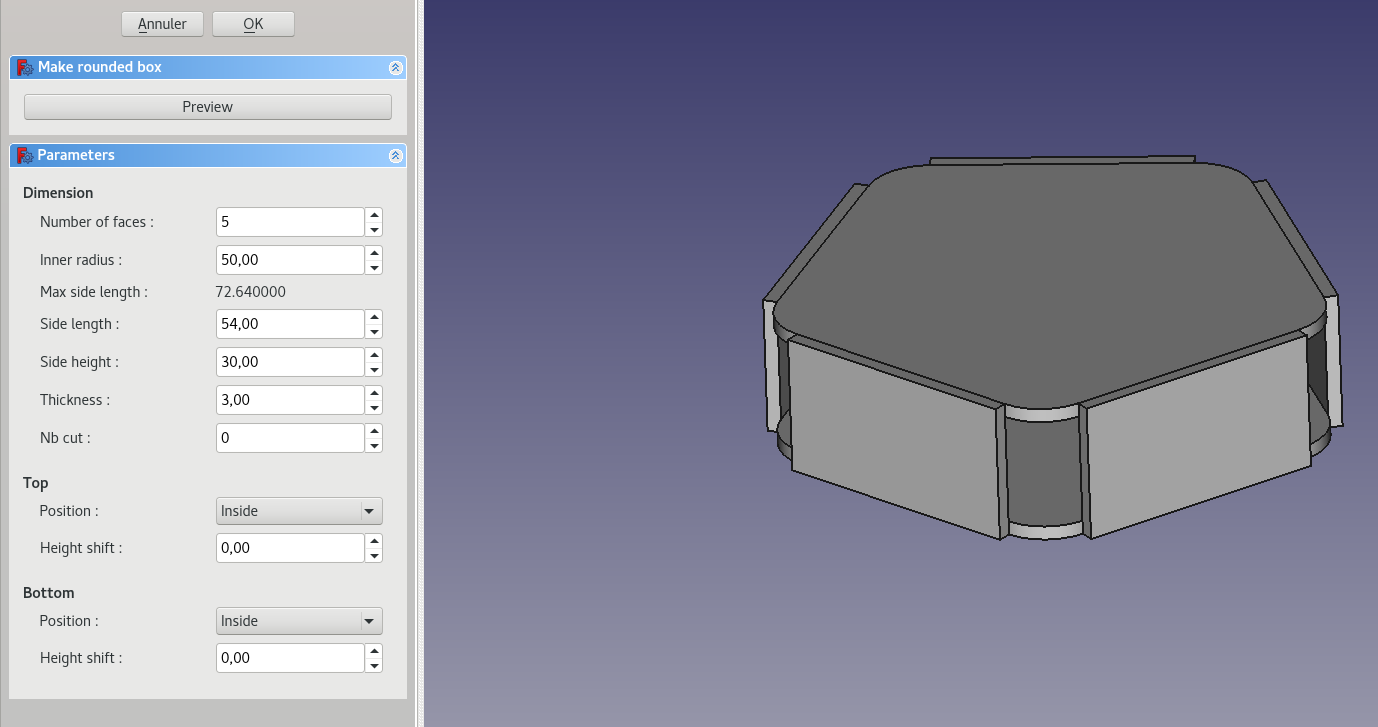 Annuler OK
Make rounded box
Preview
Parameters
Dimension
Number of faces : 5
Inner radius : 50,00
Max side length : 72.640000
Side length : 54,00
Side height : 30,00
Thickness : 3,00
Nb cut : 0
Top
Position : Inside
Height shift : 0,00
Bottom
Position : Inside
Height shift : 0,00